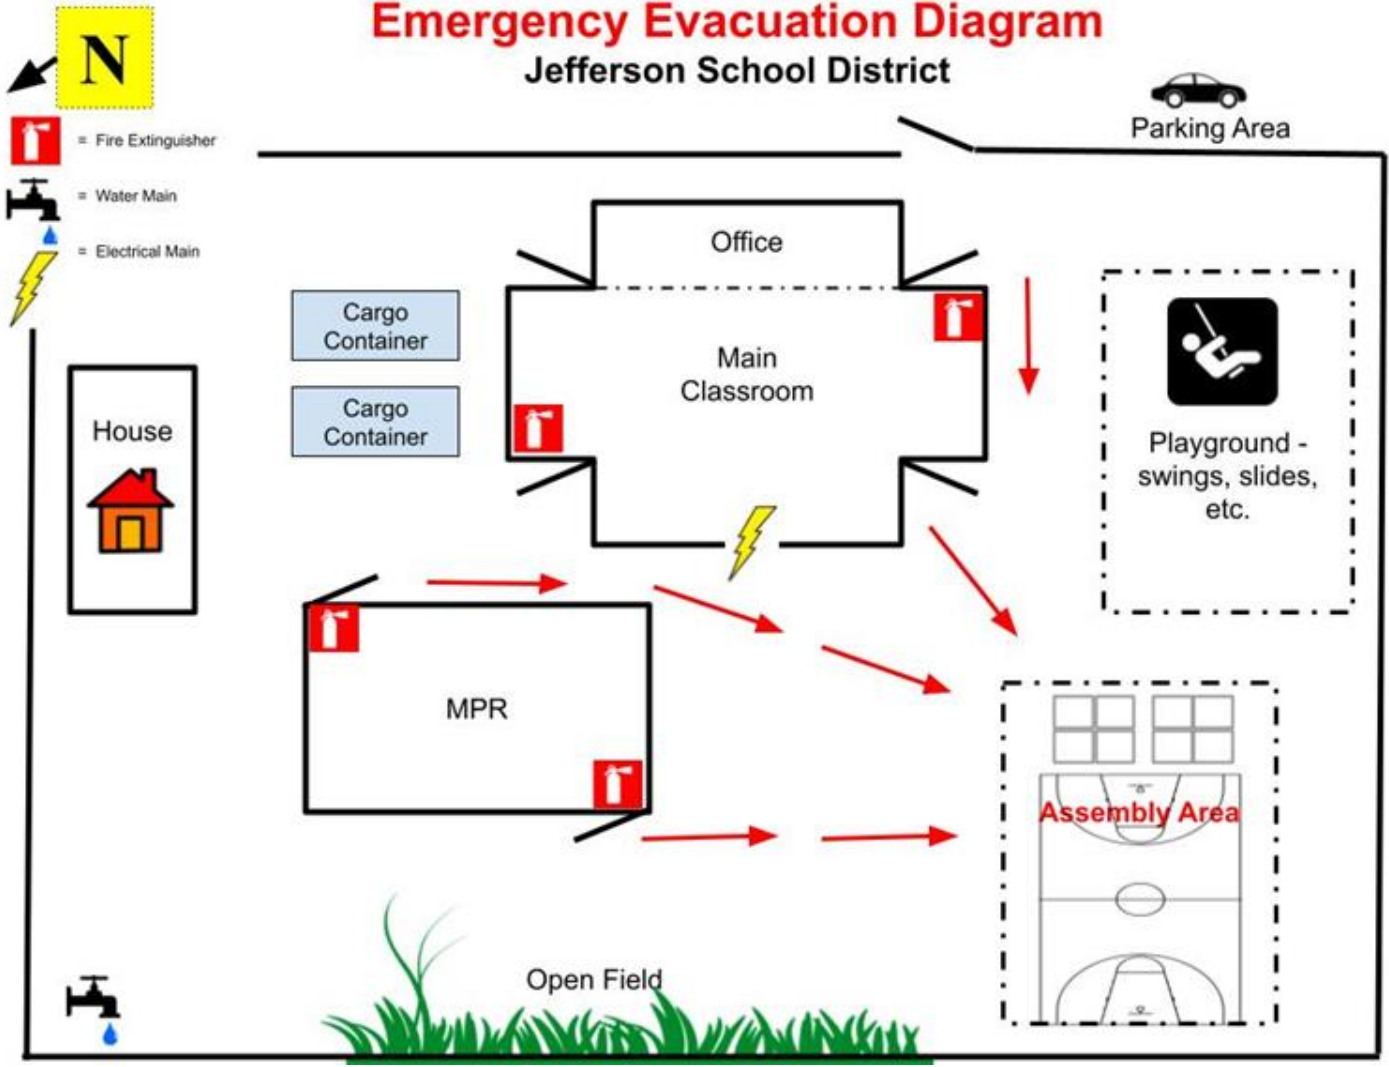 Emergency Evacuation Diagram
Jefferson School District
N
= Fire Extinguisher
= Water Main
= Electrical Main
Parking Area
Office
Cargo
Container
Main
Classroom
Cargo
Container
House
Playground -
swings, slides,
etc.
MPR
Assembly Area
Open Field